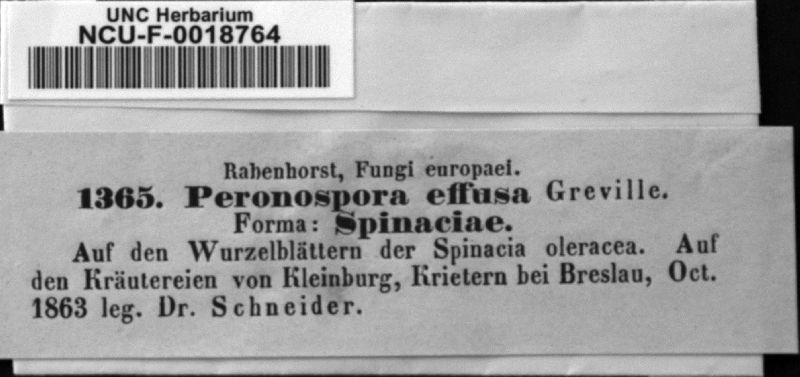 UNC Herbarium
NCU-F-0018764
Rabenhorst, Fungi europaei.
1365. Peronospora effusa Greville.
Forma: Spinaciae.
Auf den Wurzelblättern der Spinacia oleracea. Auf
den Kräutereien von Kleinburg, Krietern bei Breslau, Oct.
1863 leg. Dr. Schneider.